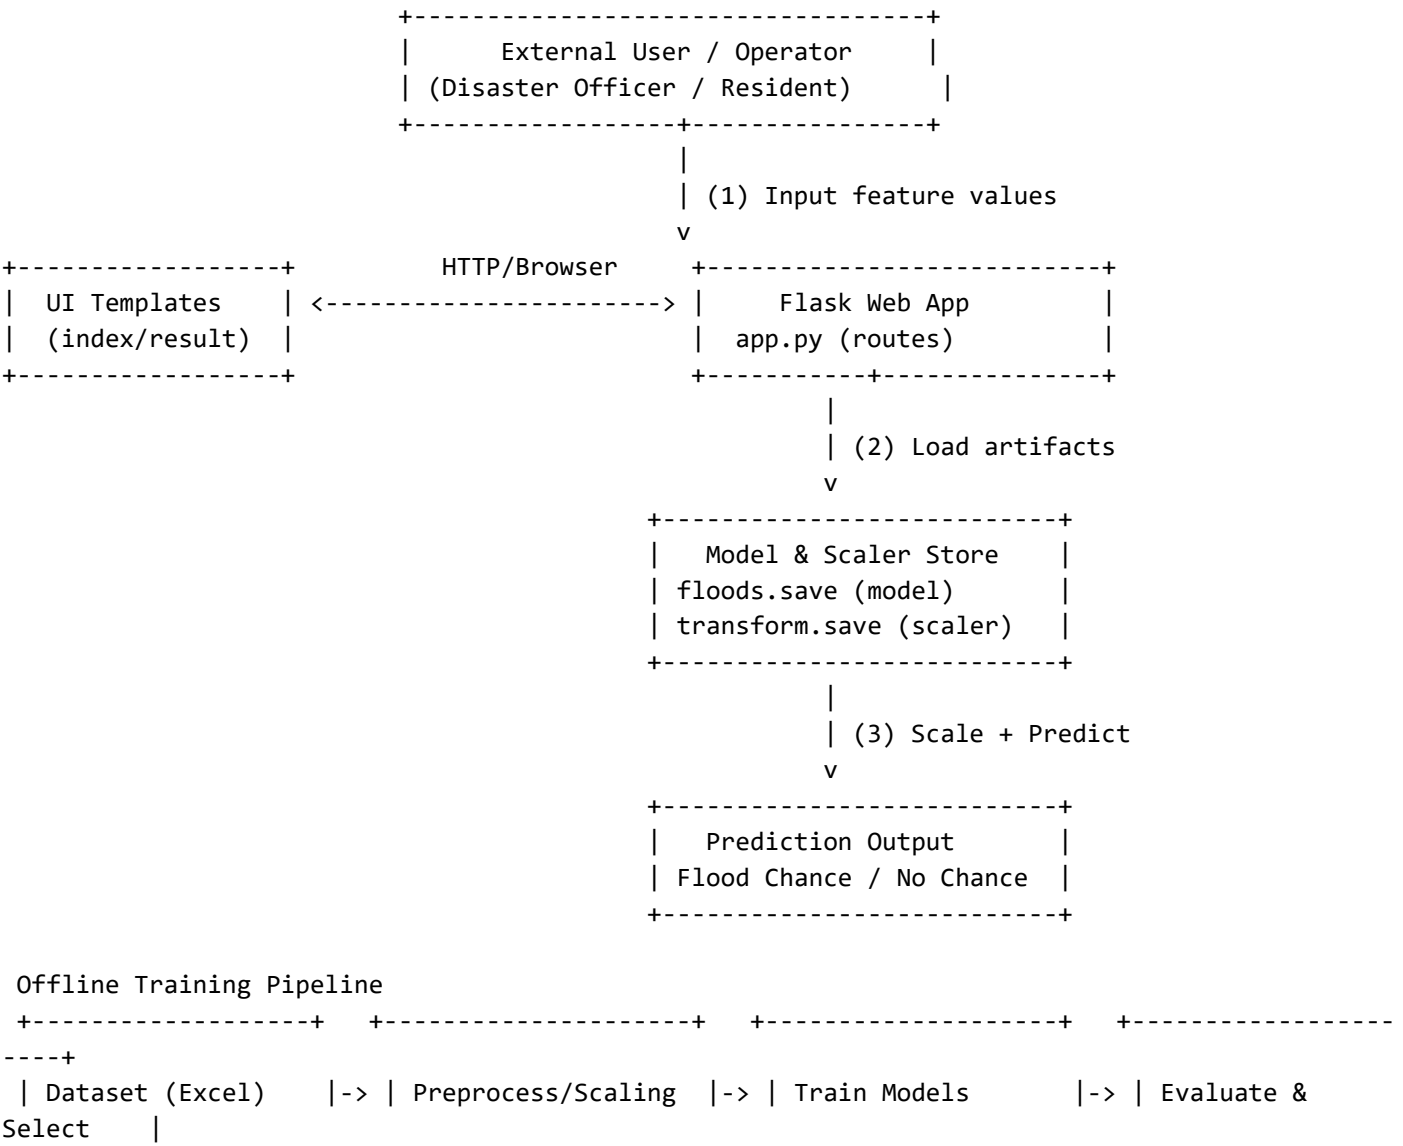 +-----------------------------------+
|      External User / Operator     |
| (Disaster Officer / Resident)      |
+------------------+----------------+
|
| (1) Input feature values
v
+------------------+          HTTP/Browser     +---------------------------+
|  UI Templates    | <-----------------------> |     Flask Web App         |
|  (index/result)  |                           |  app.py (routes)          |
+------------------+                           +-----------+---------------+
|
| (2) Load artifacts
v
+---------------------------+
|   Model & Scaler Store    |
| floods.save (model)       |
| transform.save (scaler)   |
+---------------------------+
|
| (3) Scale + Predict
v
+---------------------------+
|   Prediction Output       |
| Flood Chance / No Chance  |
+---------------------------+
Offline Training Pipeline
+-------------------+   +---------------------+   +--------------------+   +------------------
----+
| Dataset (Excel)    |-> | Preprocess/Scaling  |-> | Train Models       |-> | Evaluate &
Select    |